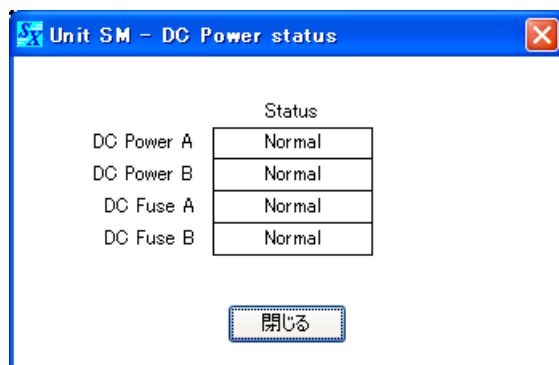 SX Unit SM - DC Power status
Status
DC Power A Normal
DC Power B Normal
DC Fuse A Normal
DC Fuse B Normal
閉じる